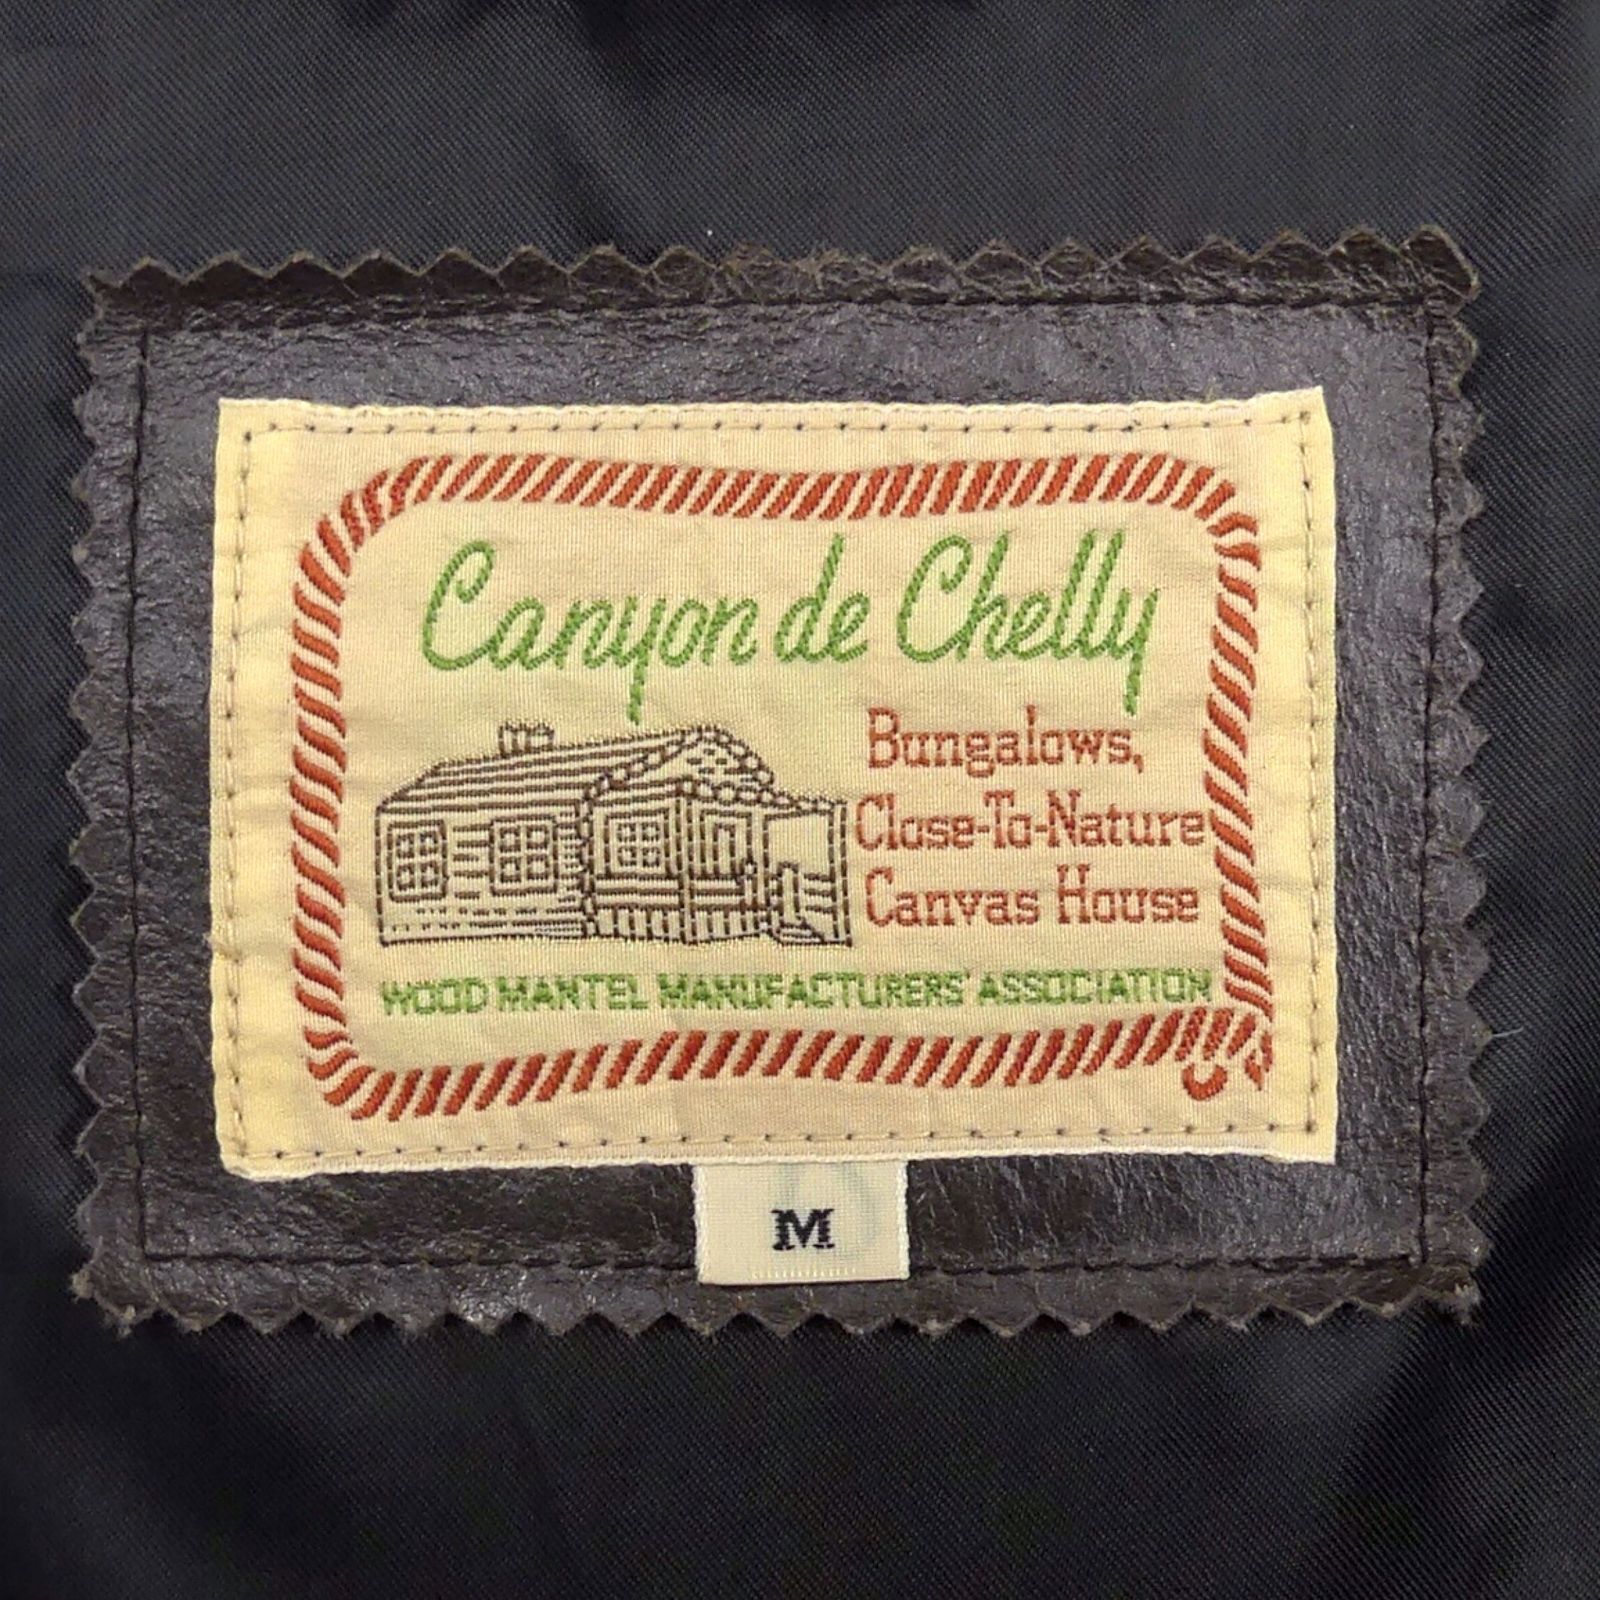 Canyon de Chelly
Bungalows,
Close-To-Nature
Canvas House
WOOD MANTEL MANUFACTURERS' ASSOCIATION
M